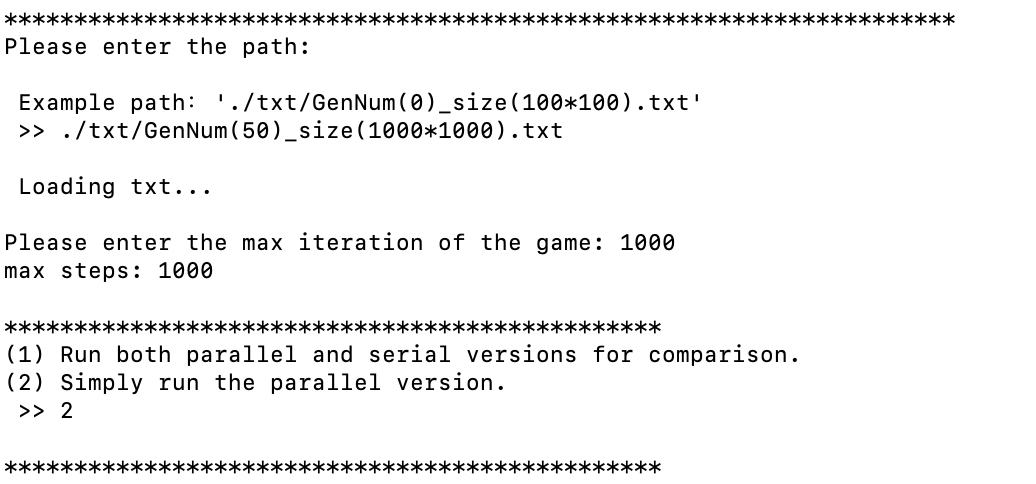 ********************************************************************
Please enter the path:
Example path: './txt/GenNum(0)_size(100*100).txt'
>> ./txt/GenNum(50)_size(1000*1000).txt
Loading txt...
Please enter the max iteration of the game: 1000
max steps: 1000
***********************************************
(1) Run both parallel and serial versions for comparison.
(2) Simply run the parallel version.
>> 2
***********************************************